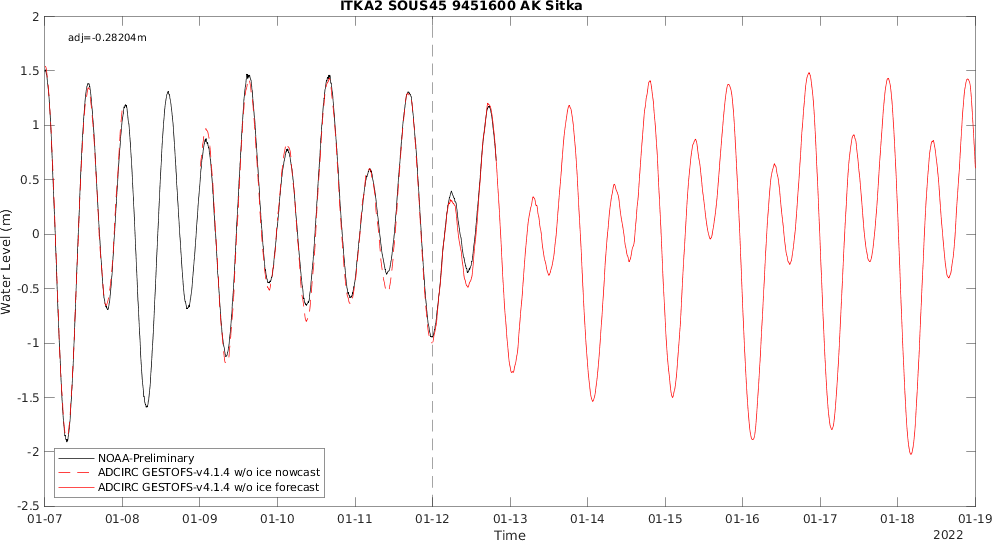 ITKA2 SOUS45 9451600 AK Sitka
adj=-0.28204m
2
1.5
1
0.5
0
-0.5
-1
-1.5
-2
-2.5
Water Level (m)
NOAA-Preliminary
ADCIRC GESTOFS-v4.1.4 w/o ice nowcast
ADCIRC GESTOFS-v4.1.4 w/o ice forecast
01-07 01-08 01-09 01-10 01-11 01-12 01-13 01-14 01-15 01-16 01-17 01-18 01-19
Time
2022